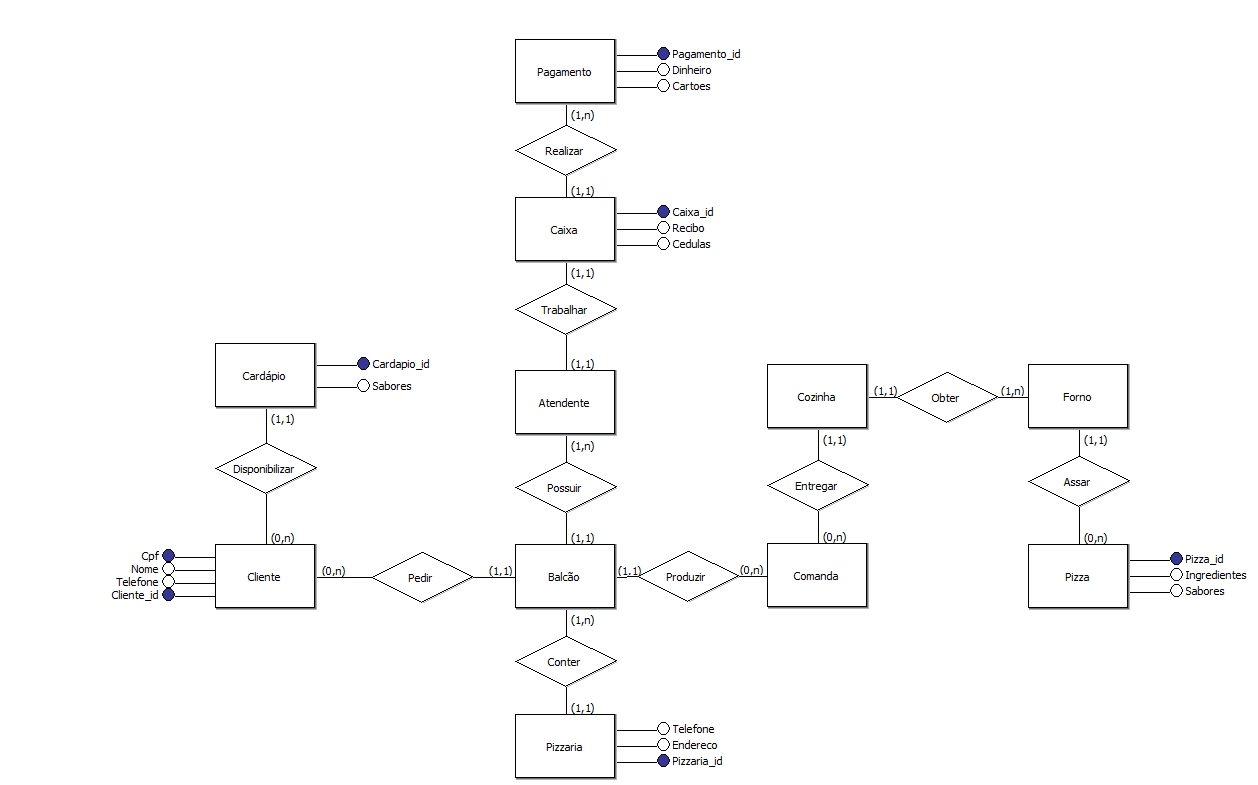 Pagamento
Pagamento_id
Dinheiro
Cartoes
(1,n)
Realizar
(1,1)
Caixa
Caixa_id
Recibo
Cedulas
(1,1)
Trabalhar
(1,1)
Atendente
(1,n)
Possuir
(1,1)
Cardápio
Cardapio_id
Sabores
(1,1)
Disponibilizar
(0,n)
Cpf
Nome
Telefone
Cliente_id
Cliente
(0,n)
Pedir
(1,1)
Balcão
(1,1)
Produzir
(0,n)
Comanda
(0,n)
Entregar
(1,1)
Cozinha
(1,1)
Obter
(1,n)
Forno
(1,1)
Assar
(0,n)
Pizza
Pizza_id
Ingredientes
Sabores
(1,n)
Conter
(1,1)
Pizzaria
Telefone
Endereco
Pizzaria_id